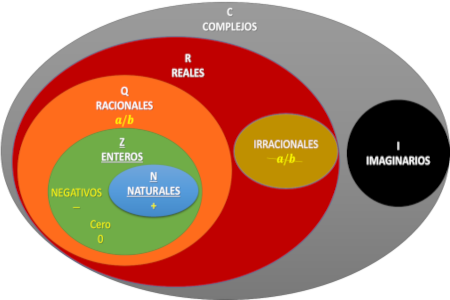 C
COMPLEJOS
R
REALES
Q
RACIONALES
a/b
Z
ENTEROS
NEGATIVOS
–
Cero
0
N
NATURALES
+
IRRACIONALES
a/b
I
IMAGINARIOS